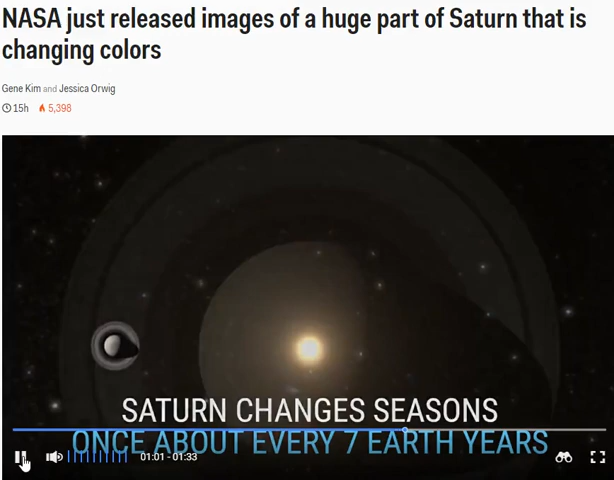 NASA just released images of a huge part of Saturn that is
changing colors
Gene Kim and Jessica Orwig
15h 5,398
SATURN CHANGES SEASONS
ONCE ABOUT EVERY 7 EARTH YEARS
01:01 - 01:33